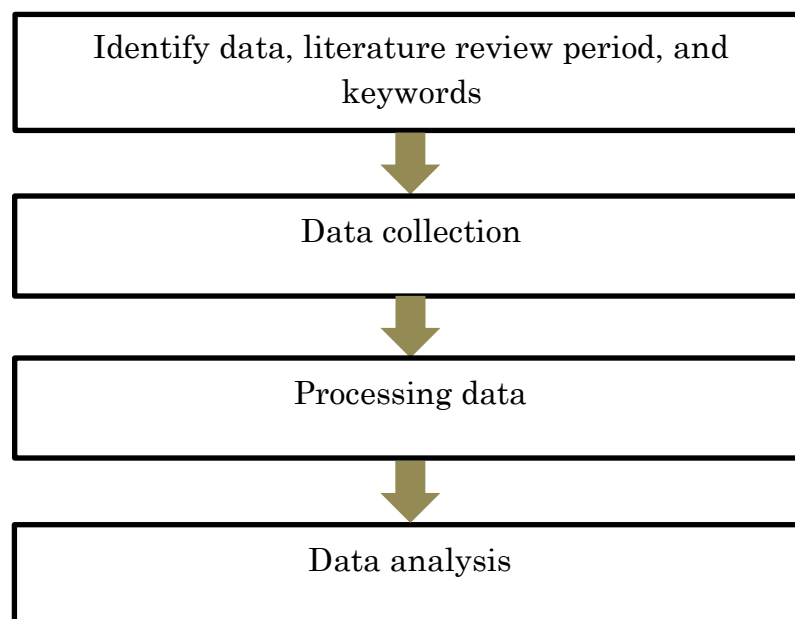 Identify data, literature review period, and
keywords
Data collection
Processing data
Data analysis